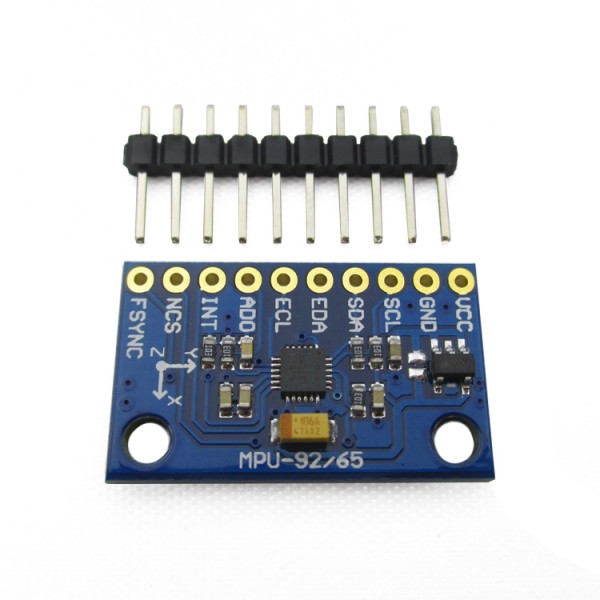 FSYNC NCS INT ADO ECL EDA SDA SCL GND VCC
Z Y
X
MPU-92/65